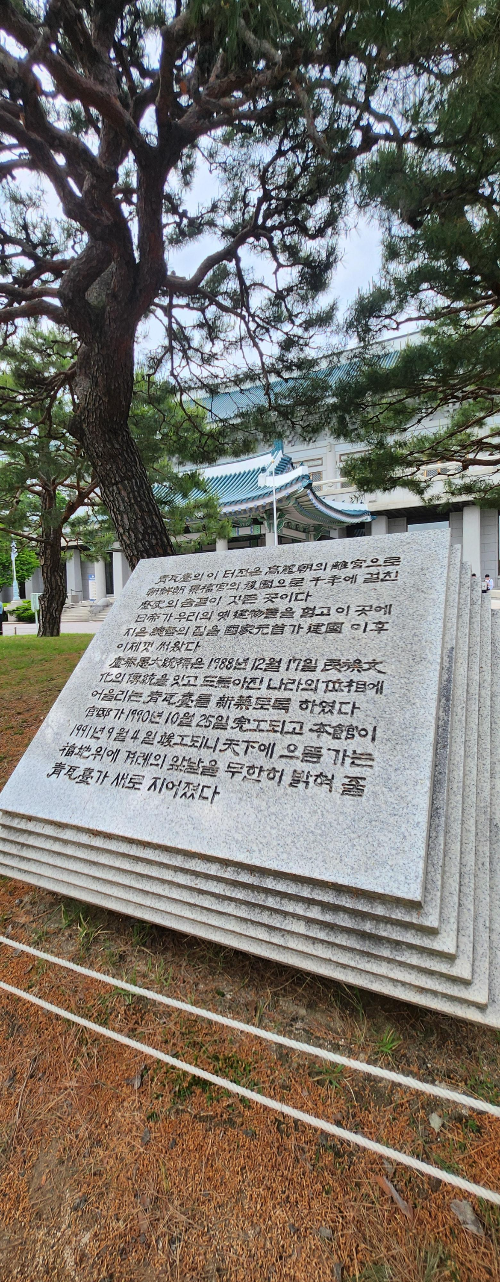 靑瓦臺의 이 터전은 高麗朝의 離宮으로
朝鮮朝 景福宮의 後園으로 千年에 걸친
歷史의 숨결이 깃든 곳이다
日帝가 우리의 옛 建物들을 헐고 이 곳에
지은 總督의 집을 國家元首가 建國 이후
이제껏 써왔다
盧泰愚大統領은 1988년 12월 17일 民族文
化의 傳統을 잇고 드높아진 나라의 位相에
어울리는 靑瓦臺를 新築토록 하였다
官邸가 1990년 10월 25일 完工되고 本館이
1991년 9월 4일 竣工되니 天下에 으뜸가는
福地위에 겨레의 앞날을 무한히 밝혀 줄
靑瓦臺가 새로 지어졌다